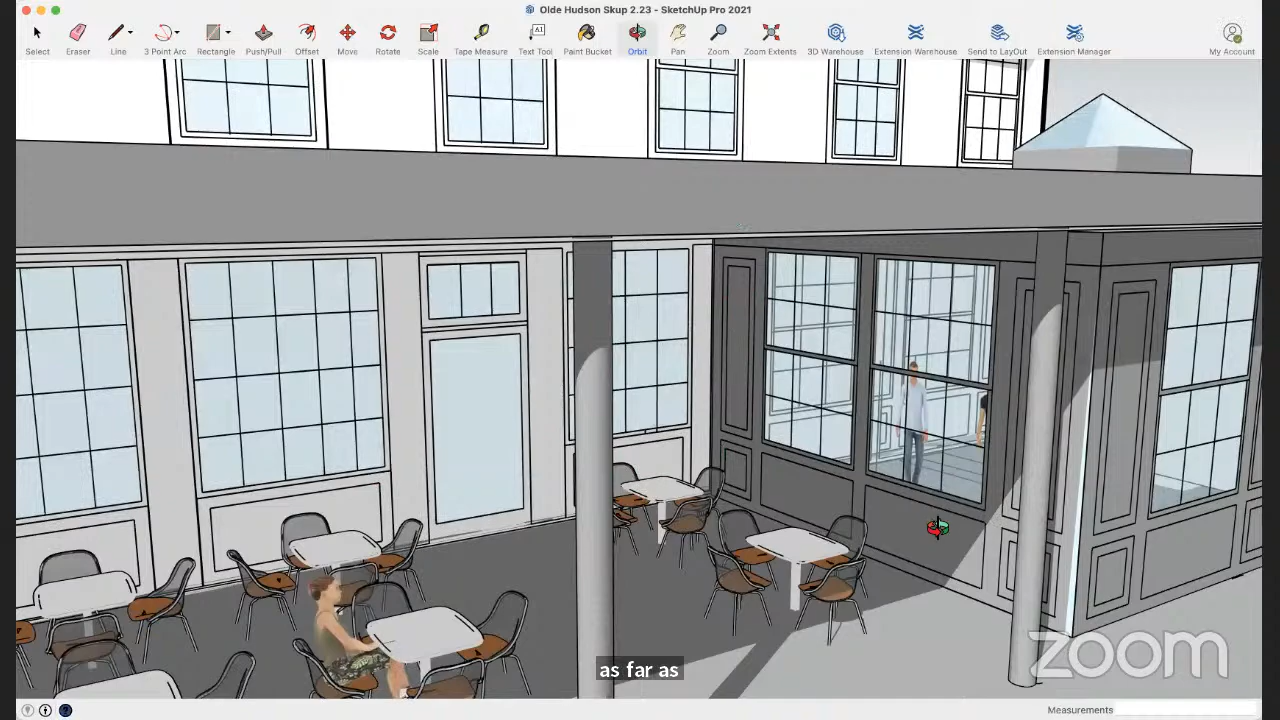 Olde Hudson Skup 2.23 - SketchUp Pro 2021
Select
Eraser
Line
3 Point Arc
Rectangle
Push/Pull
Offset
Move
Rotate
Scale
Tape Measure
A1
Text Tool
Paint Bucket
Orbit
Pan
Zoom
Zoom Extents
3D Warehouse
Extension Warehouse
Send to LayOut
Extension Manager
My Account
as far as
zoom
Measurements